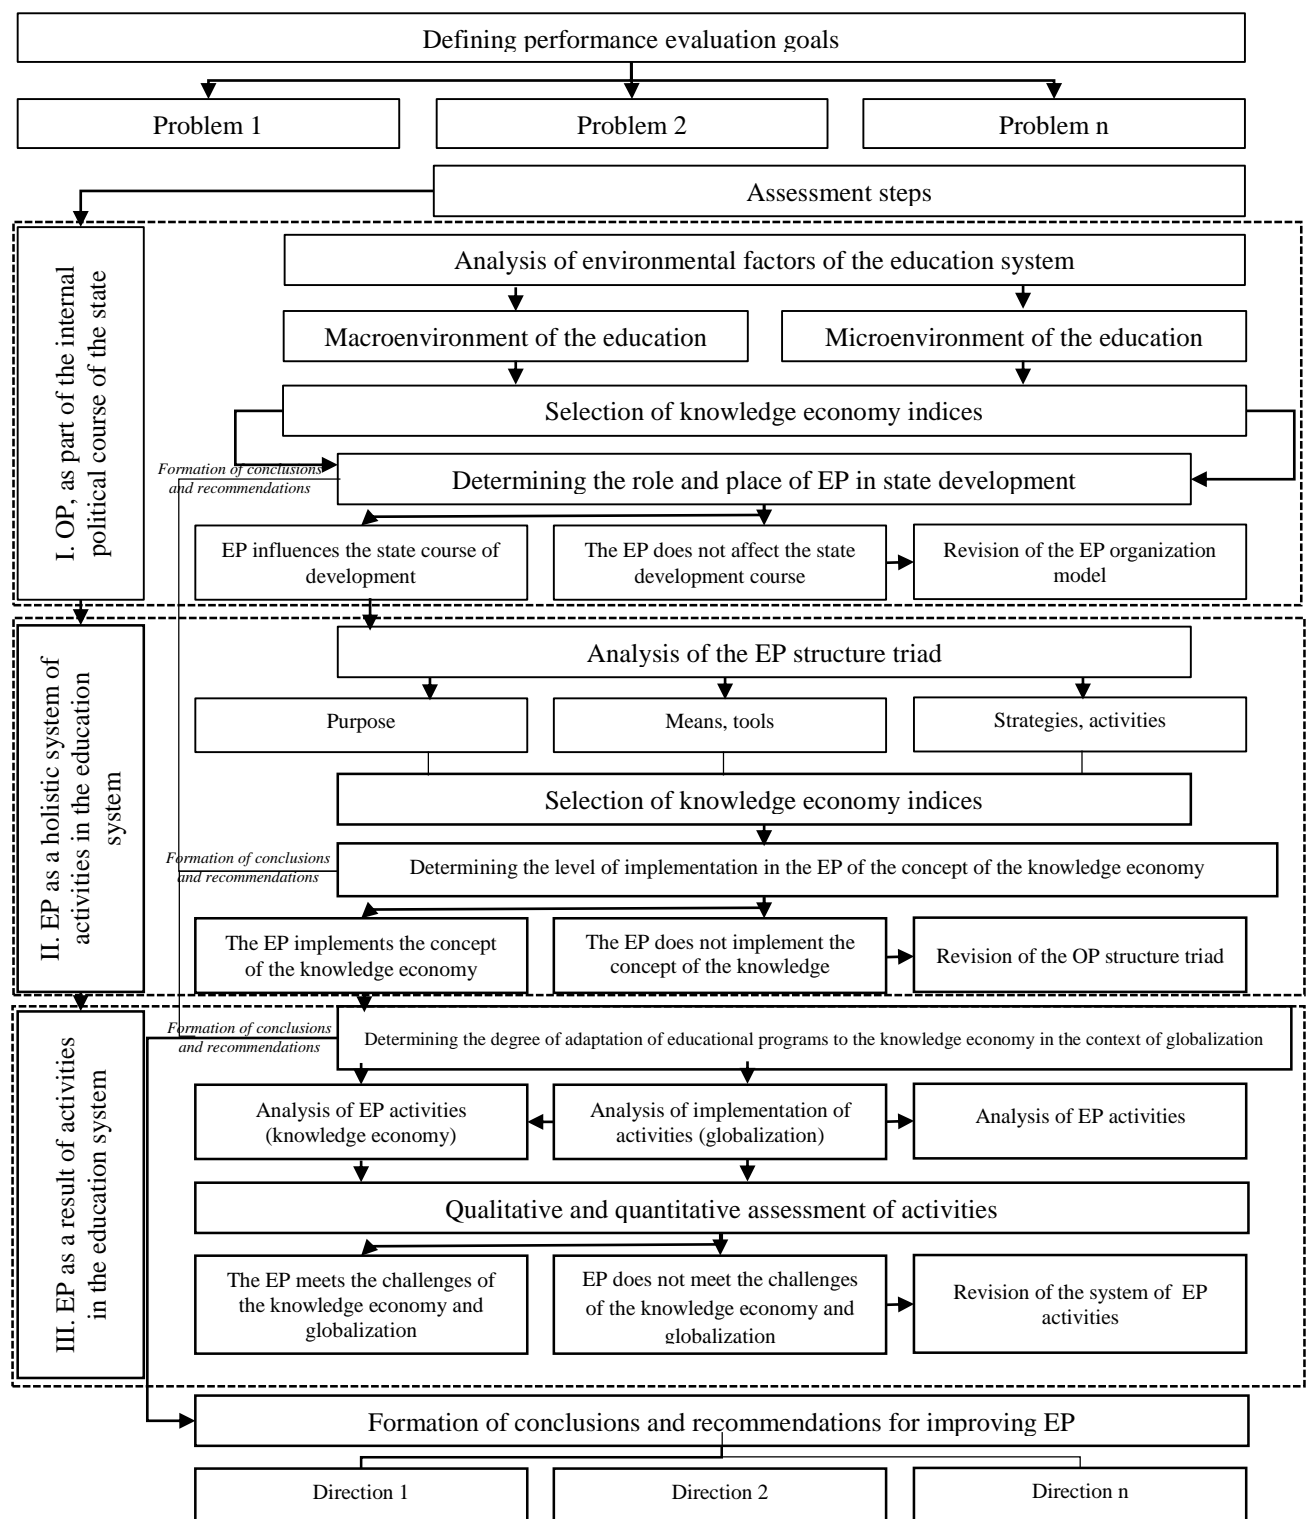 Defining performance evaluation goals
Problem 1
Problem 2
Problem n
Assessment steps
I. OP, as part of the internal
political course of the state
Analysis of environmental factors of the education system
Macroenvironment of the education
Microenvironment of the education
Selection of knowledge economy indices
Formation of conclusions
and recommendations
Determining the role and place of EP in state development
EP influences the state course of
development
The EP does not affect the state
development course
Revision of the EP organization
model
II. EP as a holistic system of
activities in the education
system
Analysis of the EP structure triad
Purpose
Means, tools
Strategies, activities
Selection of knowledge economy indices
Formation of conclusions
and recommendations
Determining the level of implementation in the EP of the concept of the knowledge economy
The EP implements the concept
of the knowledge economy
The EP does not implement the
concept of the knowledge
Revision of the OP structure triad
III. EP as a result of activities
in the education system
Formation of conclusions
and recommendations
Determining the degree of adaptation of educational programs to the knowledge economy in the context of globalization
Analysis of EP activities
(knowledge economy)
Analysis of implementation of
activities (globalization)
Analysis of EP activities
Qualitative and quantitative assessment of activities
The EP meets the challenges of
the knowledge economy and
globalization
EP does not meet the challenges
of the knowledge economy and
globalization
Revision of the system of EP
activities
Formation of conclusions and recommendations for improving EP
Direction 1
Direction 2
Direction n